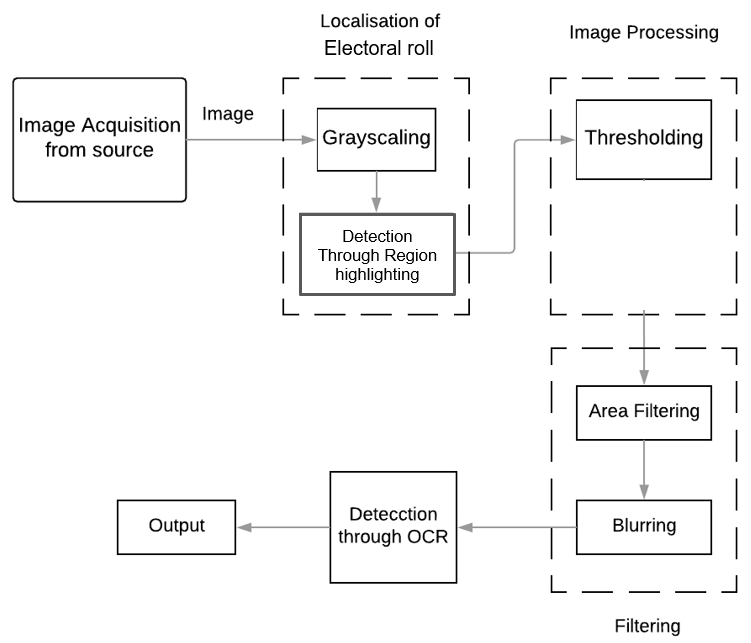 Localisation of
Electoral roll
Image Processing
Image Acquisition
from source
Image
Grayscaling
Thresholding
Detection
Through Region
highlighting
Area Filtering
Blurring
Detecction
through OCR
Output
Filtering